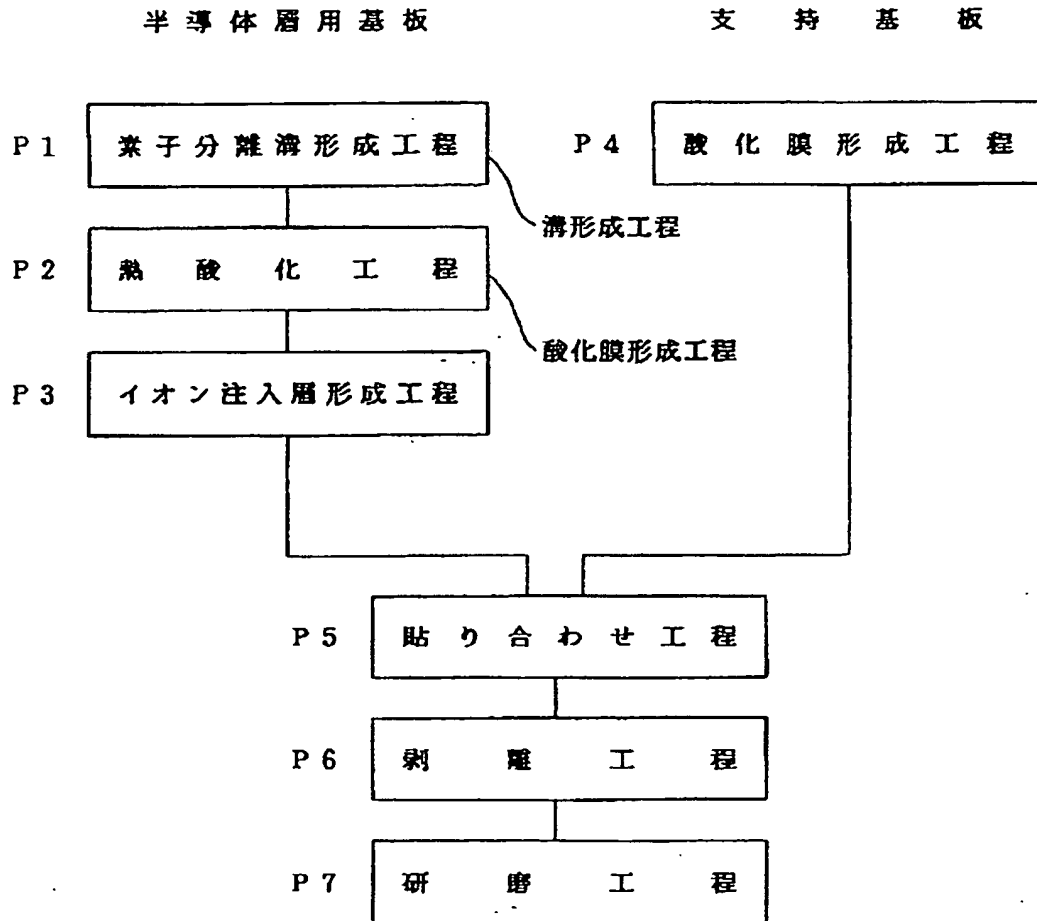 半導体層用基板
支持基板
P1 素子分離溝形成工程
P4 酸化膜形成工程
溝形成工程
P2 熱酸化工程
酸化膜形成工程
P3 イオン注入層形成工程
P5 貼り合わせ工程
P6 剥離工程
P7 研磨工程